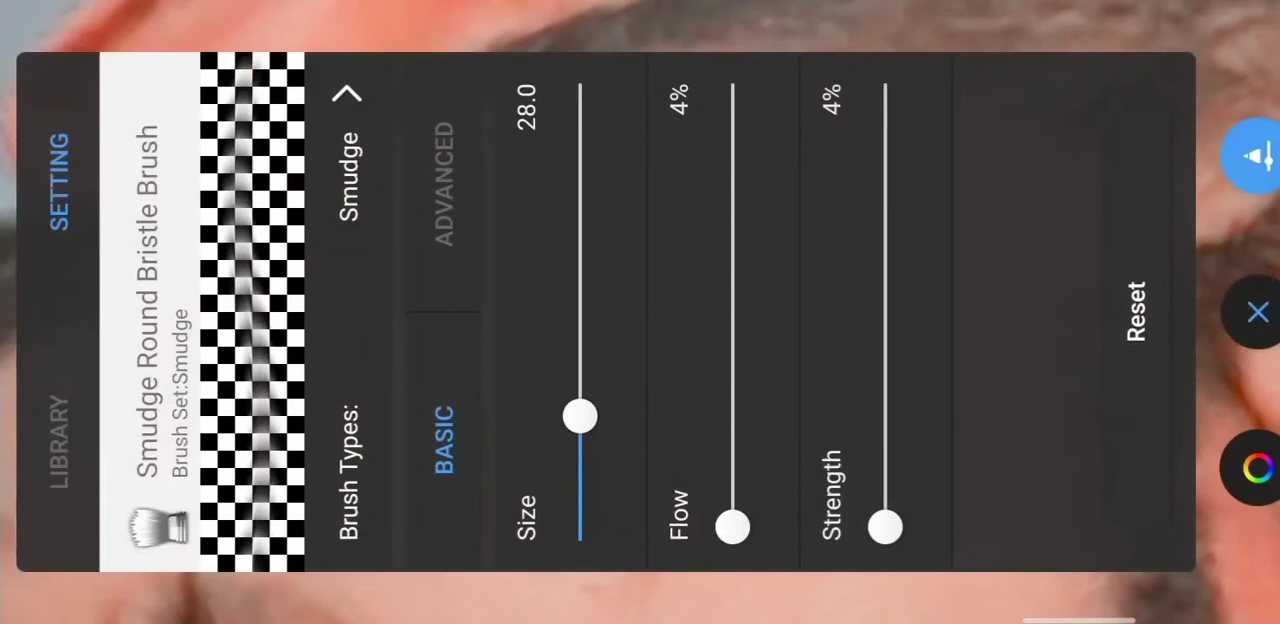 LIBRARY SETTING
Smudge Round Bristle Brush
Brush Set:Smudge
Brush Types: Smudge
BASIC ADVANCED
Size 28.0
Flow 4%
Strength 4%
Reset